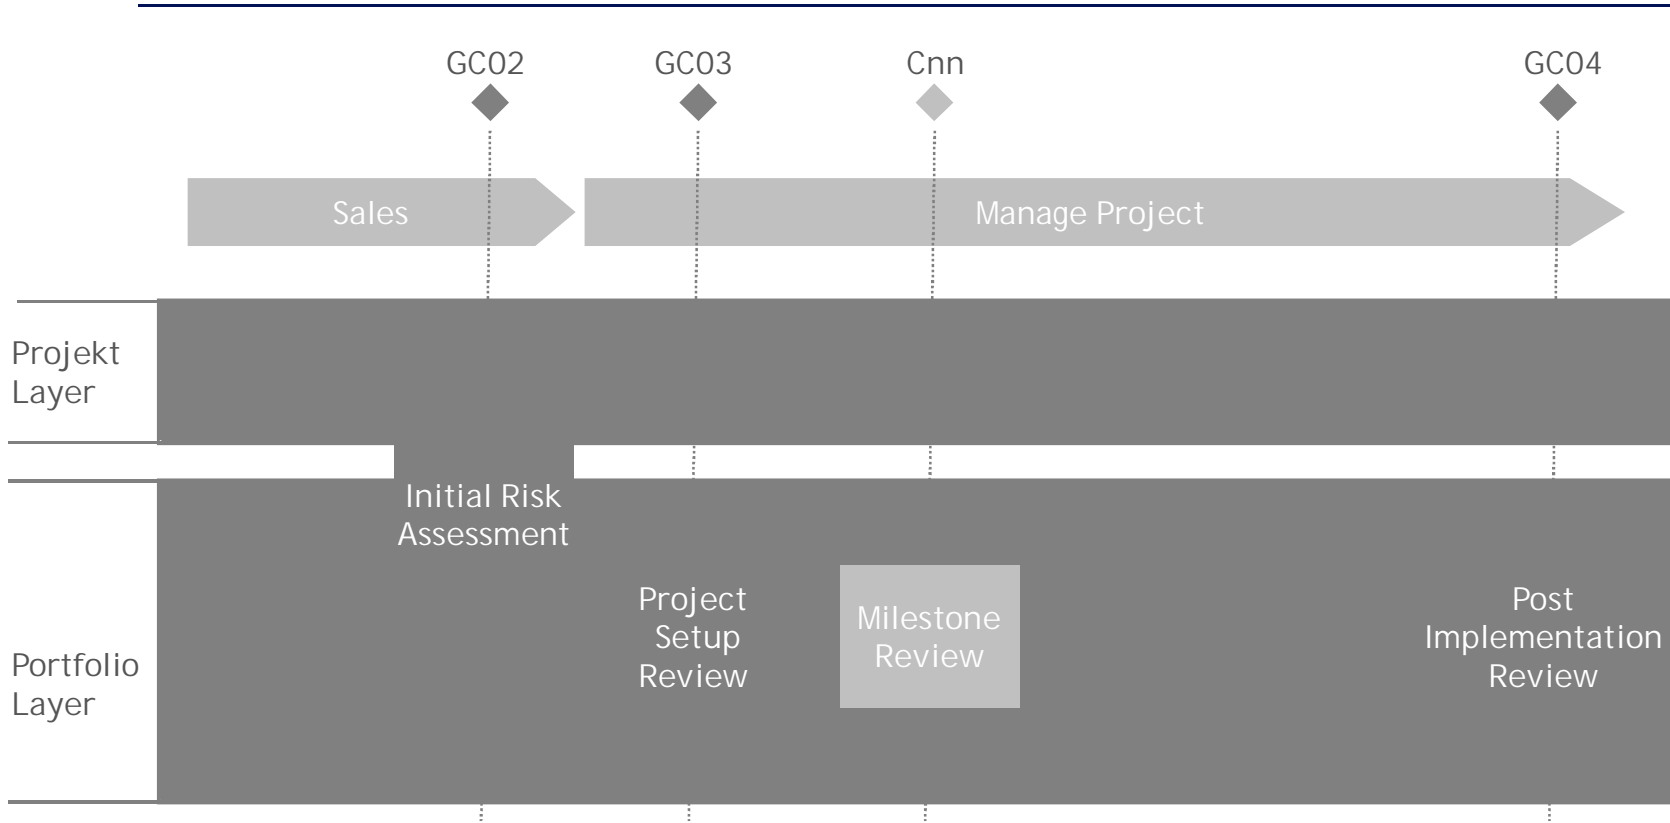 GC02
GC03
Cnn
GC04
Sales
Manage Project
Projekt
Layer
Initial Risk
Assessment
Portfolio
Layer
Project
Setup
Review
Milestone
Review
Post
Implementation
Review